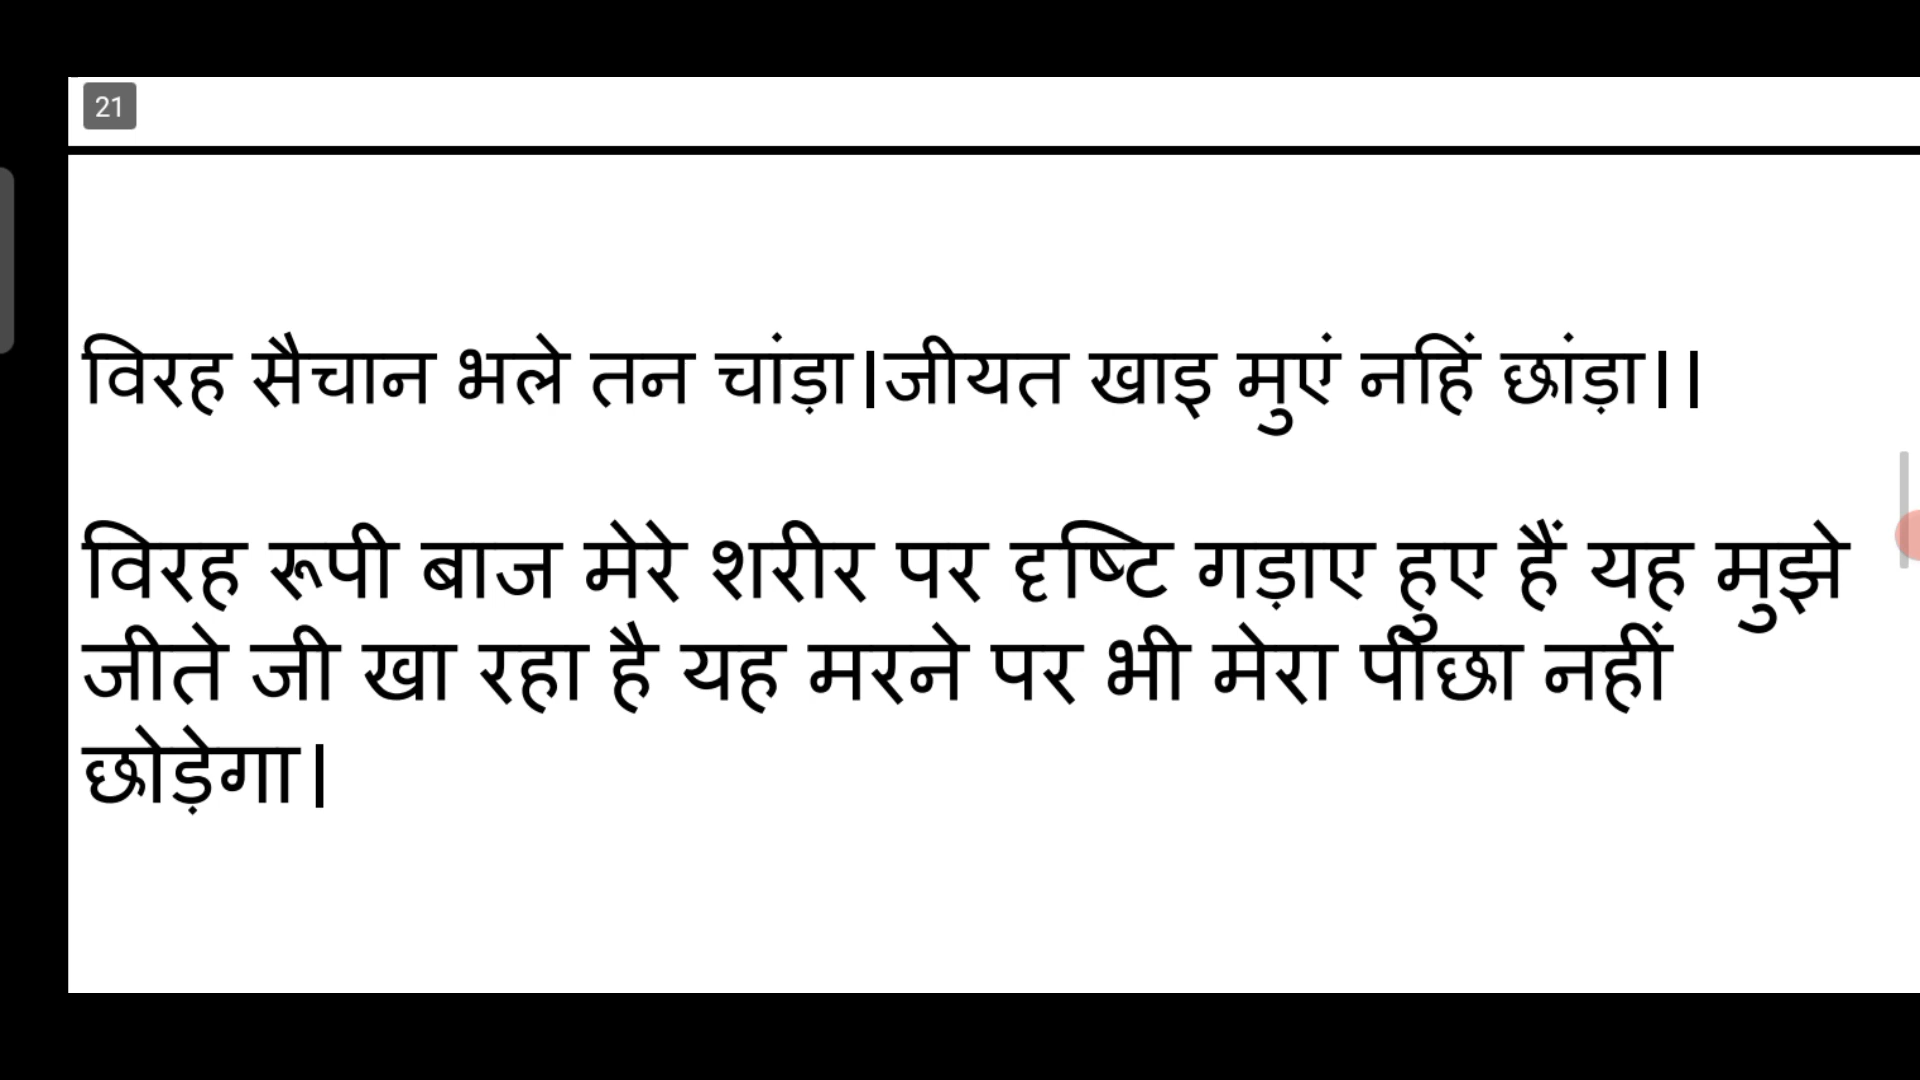 21
विरह सैचान भले तन चांड़ा।जीयत खाइ मुएं नहिं छांड़ा।।
विरह रूपी बाज मेरे शरीर पर दृष्टि गड़ाए हुए हैं यह मुझे
जीते जी खा रहा है यह मरने पर भी मेरा पीछा नहीं
छोड़ेगा।